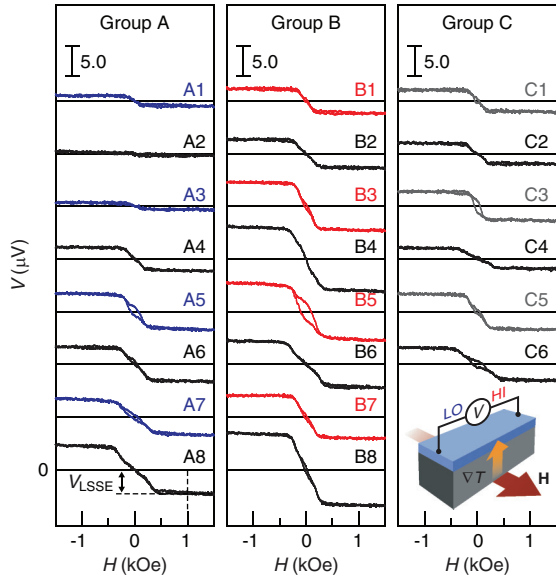 Group A
5.0
A1
A2
A3
A4
A5
A6
A7
A8
0
V_LSSE
-1 0 1
H (kOe)
V (μV)
Group B
5.0
B1
B2
B3
B4
B5
B6
B7
B8
-1 0 1
H (kOe)
Group C
5.0
C1
C2
C3
C4
C5
C6
LO V HI
∇T
H
-1 0 1
H (kOe)